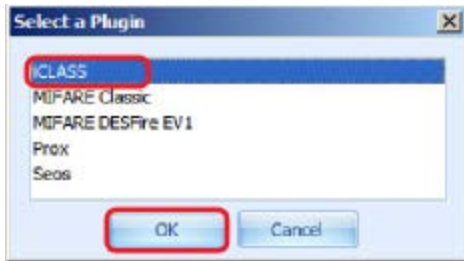 Select a Plugin
iCLASS
MIFARE Classic
MIFARE DESFire EV1
Prox
Seos
OK
Cancel